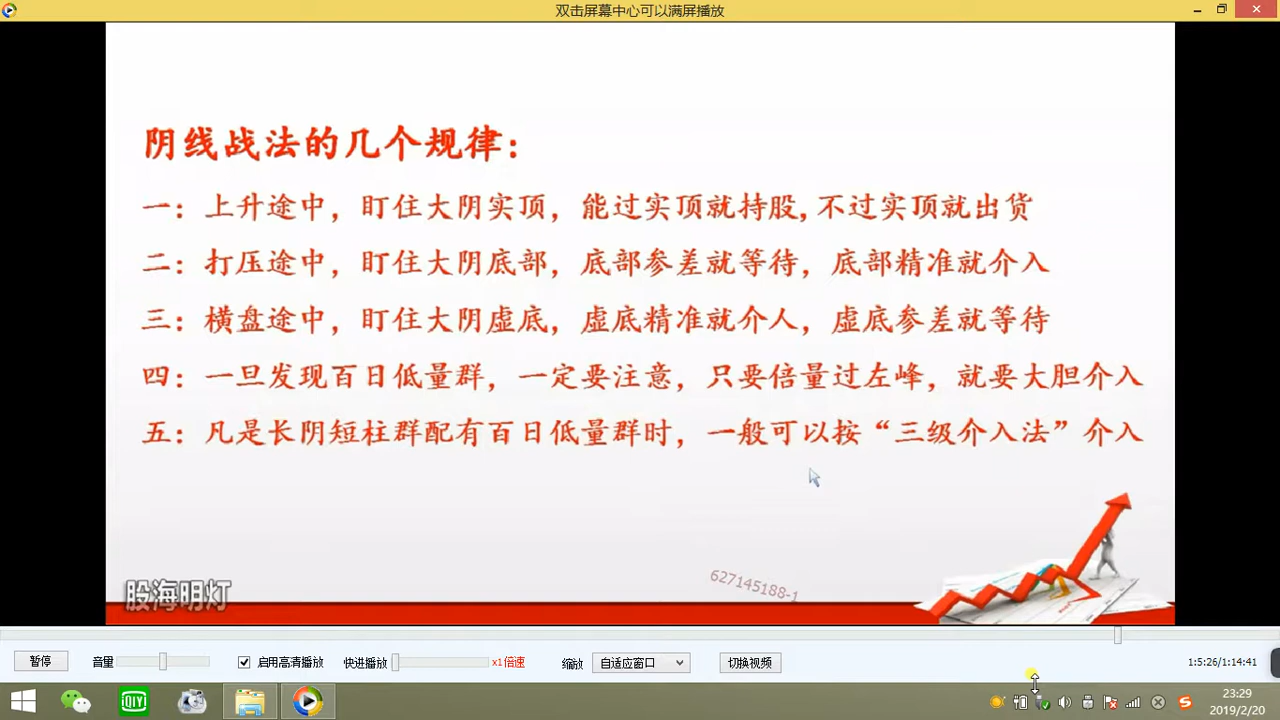 双击屏幕中心可以满屏播放
阴线战法的几个规律：
一：上升途中，盯住大阴实顶，能过实顶就持股,不过实顶就出货
二：打压途中，盯住大阴底部，底部参差就等待，底部精准就介入
三：横盘途中，盯住大阴虚底，虚底精准就介人，虚底参差就等待
四：一旦发现百日低量群，一定要注意，只要倍量过左峰，就要大胆介入
五：凡是长阴短柱群配有百日低量群时，一般可以按“三级介入法”介入
627145188-1
股海明灯
暂停 音量 启用高清播放 快进播放 x1倍速 缩放 自适应窗口 切换视频 1:5:26/1:14:41
QIY
23:29
2019/2/20